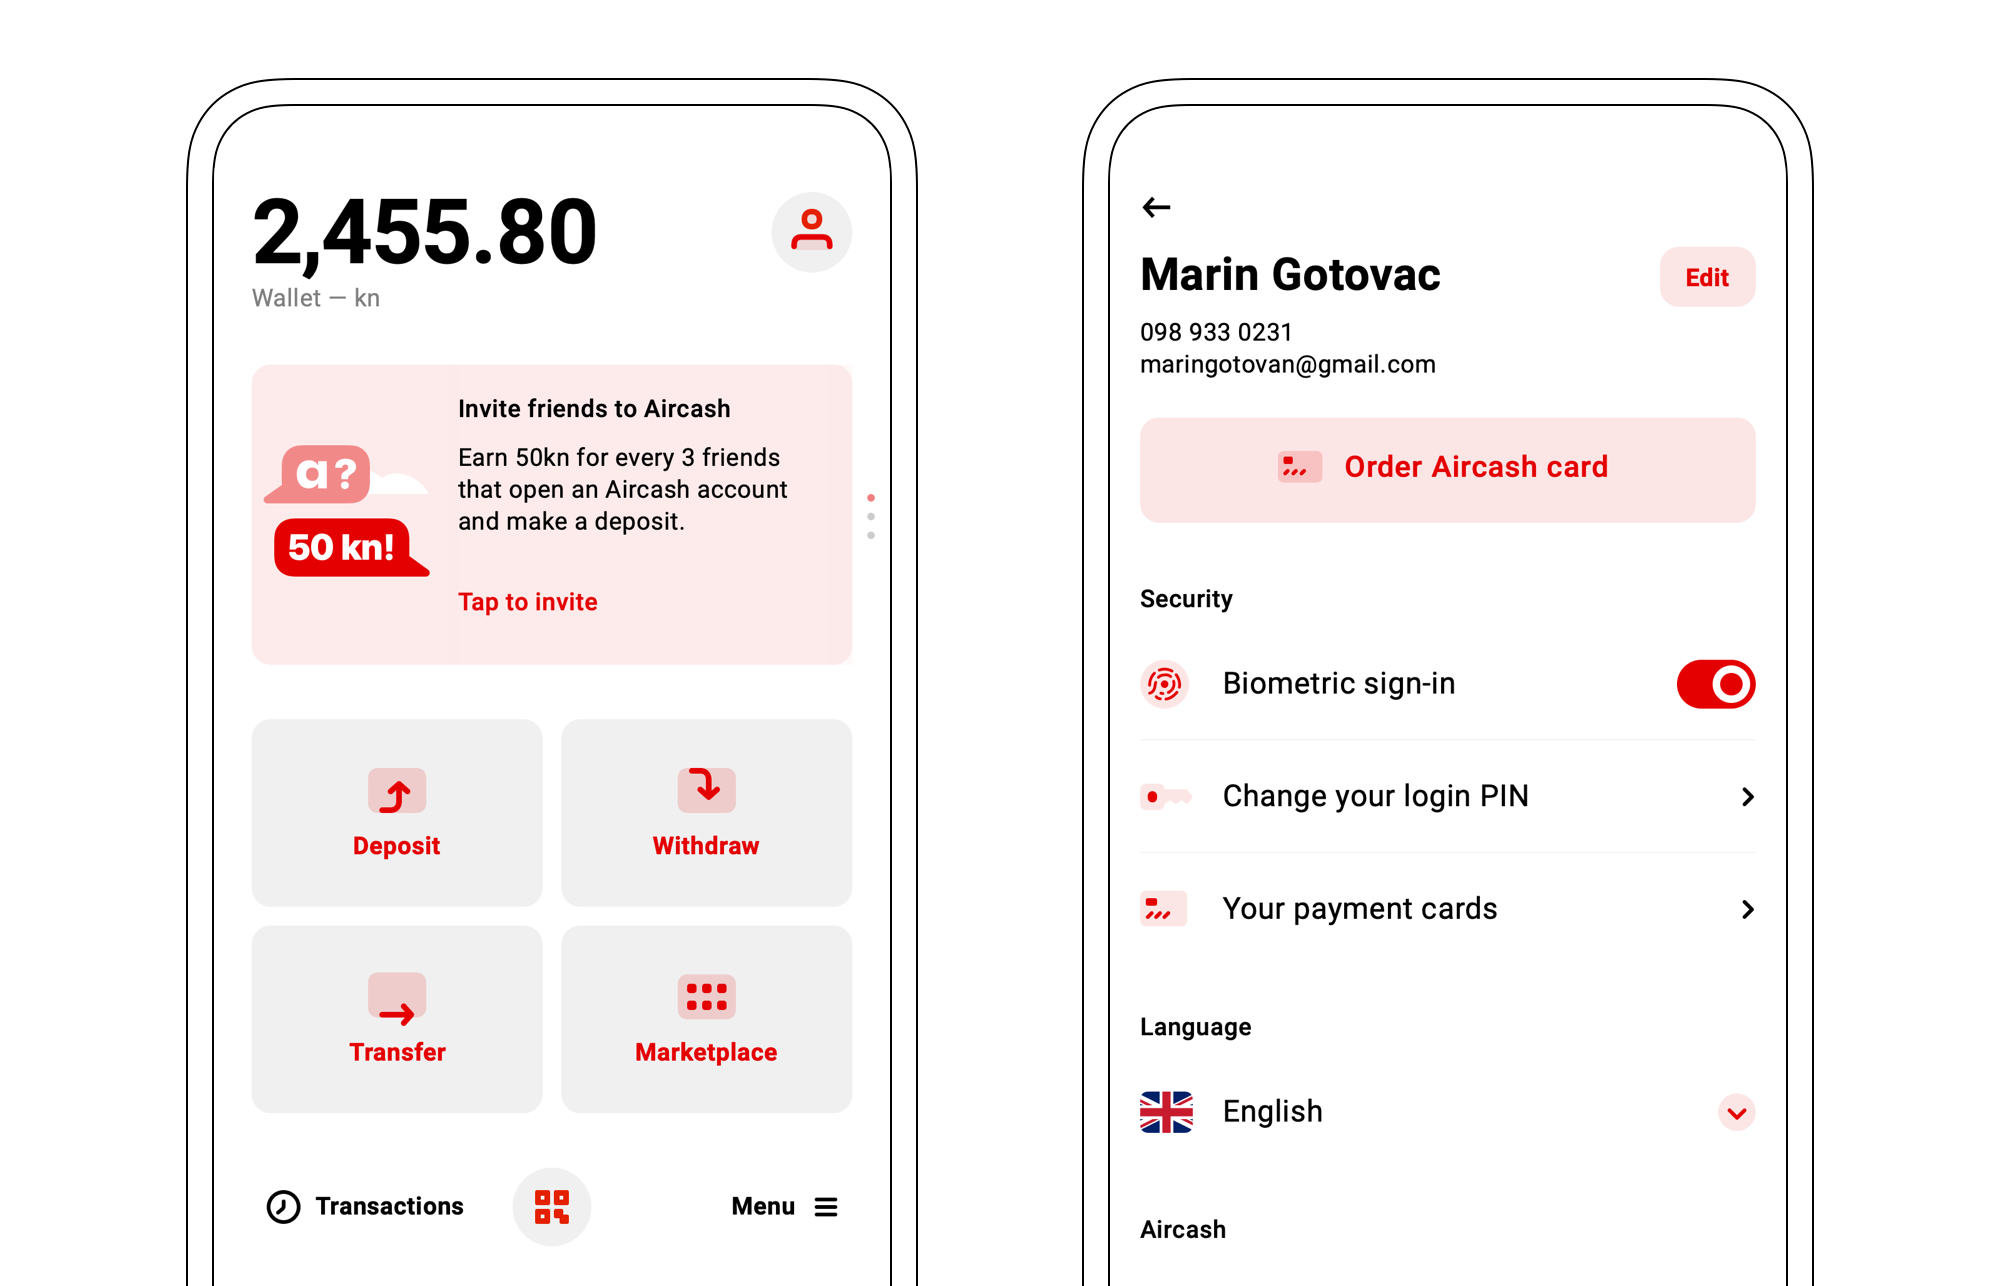 2,455.80
Wallet — kn
Invite friends to Aircash
Earn 50kn for every 3 friends
that open an Aircash account
and make a deposit.
Tap to invite
a?
50 kn!
Deposit
Withdraw
Transfer
Marketplace
Transactions
Menu
Marin Gotovac
Edit
098 933 0231
maringotovan@gmail.com
Order Aircash card
Security
Biometric sign-in
Change your login PIN
Your payment cards
Language
English
Aircash